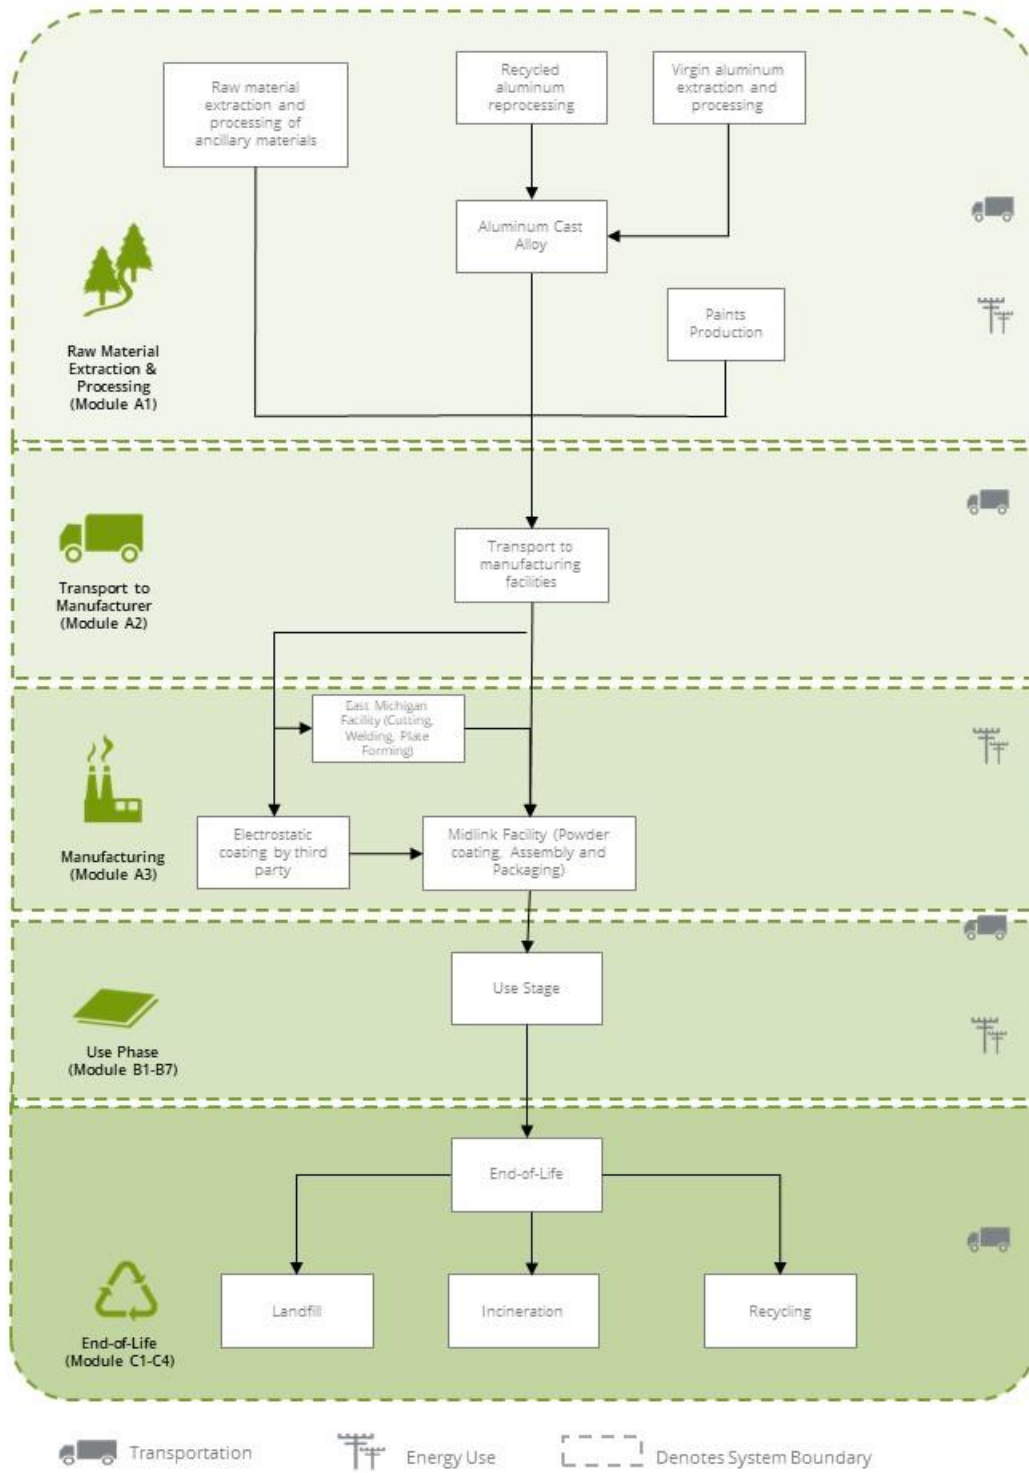 Raw material
extraction and
processing of
ancillary materials
Recycled
aluminum
reprocessing
Virgin aluminum
extraction and
processing
Aluminum Cast
Alloy
Paints
Production
Raw Material
Extraction &
Processing
(Module A1)
Transport to
manufacturing
facilities
Transport to
Manufacturer
(Module A2)
East Michigan
Facility (Cutting,
Welding, Plate
Forming)
Electrostatic
coating by third
party
Midlink Facility (Powder
coating, Assembly and
Packaging)
Manufacturing
(Module A3)
Use Stage
Use Phase
(Module B1-B7)
End-of-Life
Landfill
Incineration
Recycling
End-of-Life
(Module C1-C4)
Transportation
Energy Use
Denotes System Boundary